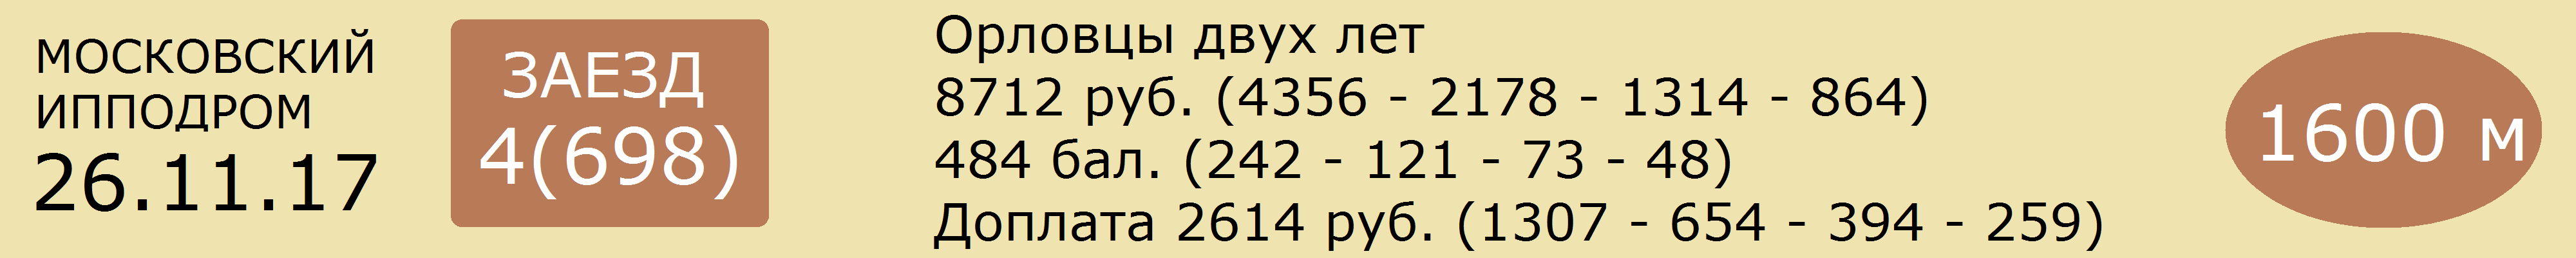 МОСКОВСКИЙ
ИППОДРОМ
26.11.17
ЗАЕЗД
4(698)
Орловцы двух лет
8712 руб. (4356 - 2178 - 1314 - 864)
484 бал. (242 - 121 - 73 - 48)
Доплата 2614 руб. (1307 - 654 - 394 - 259)
1600 м